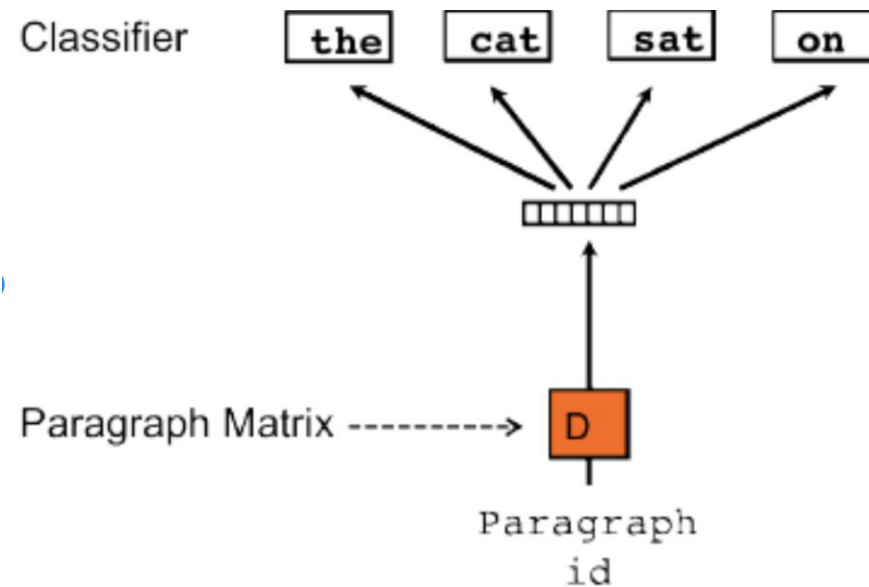 Classifier the cat sat on
Paragraph Matrix D
Paragraph
id